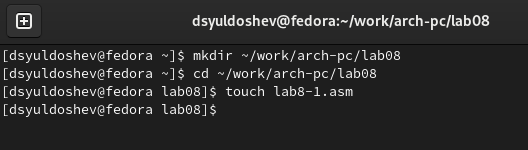 dsyuldoshev@fedora:~/work/arch-pc/lab08
[dsyuldoshev@fedora ~]$ mkdir ~/work/arch-pc/lab08
[dsyuldoshev@fedora ~]$ cd ~/work/arch-pc/lab08
[dsyuldoshev@fedora lab08]$ touch lab8-1.asm
[dsyuldoshev@fedora lab08]$